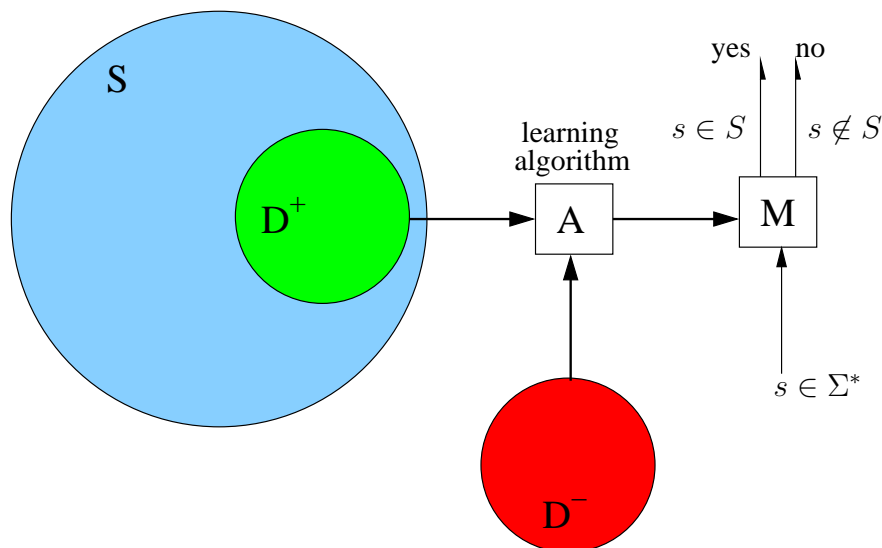 S
D⁺
learning
algorithm
A
yes no
s ∈ S s ∉ S
M
s ∈ Σ*
D⁻